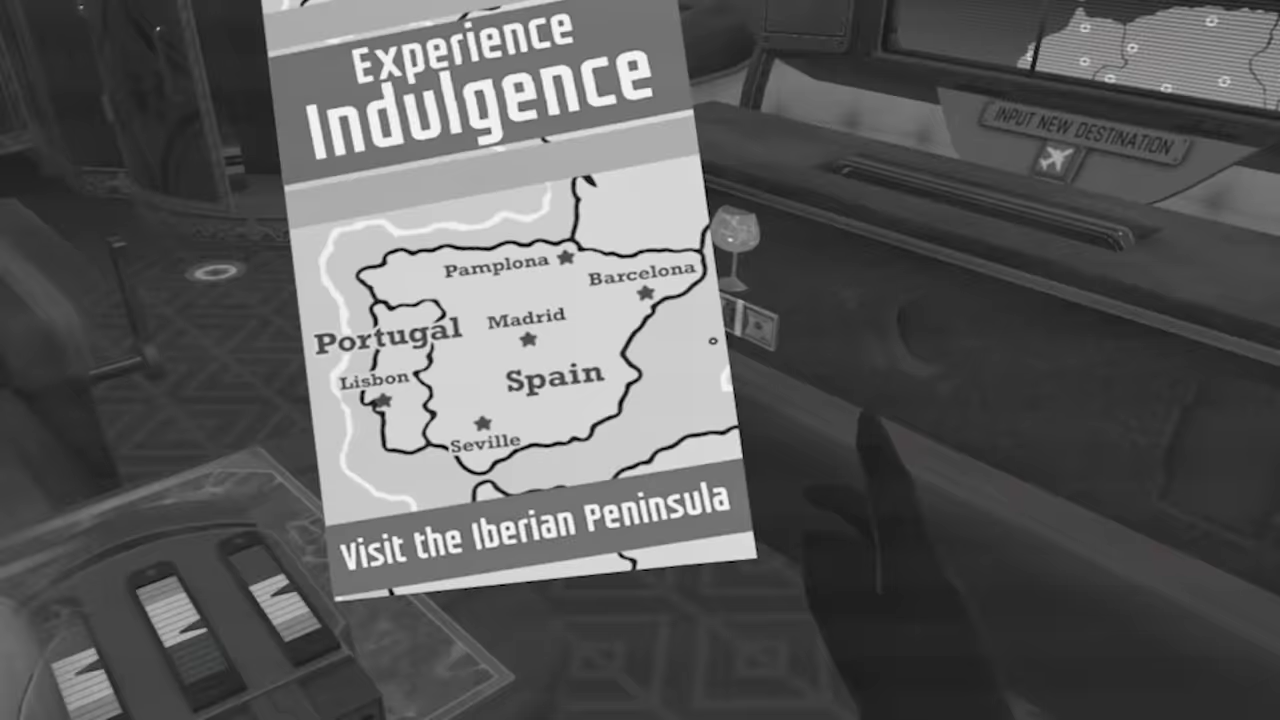 Experience
Indulgence
INPUT NEW DESTINATION
Pamplona
Barcelona
Portugal
Madrid
Lisbon
Spain
Seville
Visit the Iberian Peninsula